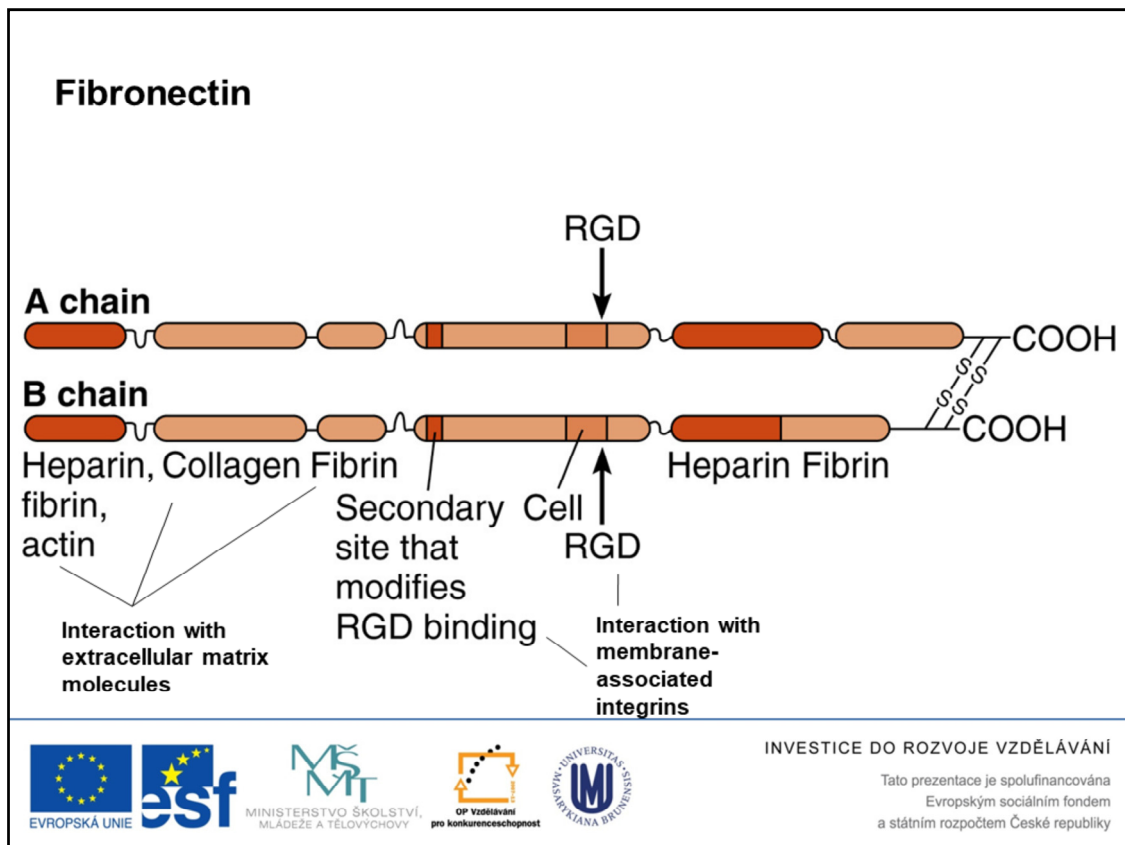 Fibronectin
RGD
A chain
COOH
S
S
S
S
B chain
COOH
Heparin, Collagen Fibrin
fibrin,
actin
Secondary
site that
modifies
RGD binding
Cell
RGD
Heparin Fibrin
Interaction with
extracellular matrix
molecules
Interaction with
membrane-
associated
integrins
EVROPSKÁ UNIE
esf
MŠMT
MINISTERSTVO ŠKOLSTVÍ,
MLÁDEŽE A TĚLOVÝCHOVY
2007-13
OP Vzdělávání
pro konkurenceschopnost
UNIVERSITAS MASARYKIANA BRUNENSIS
INVESTICE DO ROZVOJE VZDĚLÁVÁNÍ
Tato prezentace je spolufinancována
Evropským sociálním fondem
a státním rozpočtem České republiky